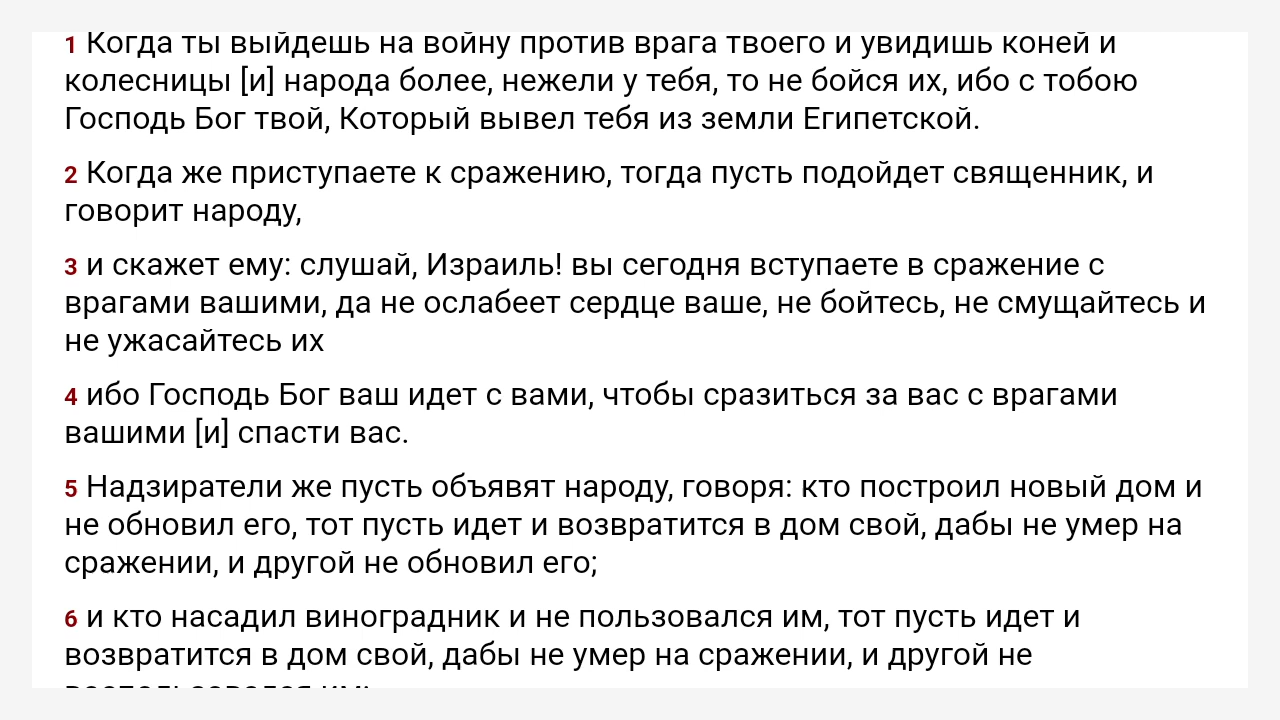 1 Когда ты выйдешь на войну против врага твоего и увидишь коней и
колесницы [и] народа более, нежели у тебя, то не бойся их, ибо с тобою
Господь Бог твой, Который вывел тебя из земли Египетской.
2 Когда же приступаете к сражению, тогда пусть подойдет священник, и
говорит народу,
3 и скажет ему: слушай, Израиль! вы сегодня вступаете в сражение с
врагами вашими, да не ослабеет сердце ваше, не бойтесь, не смущайтесь и
не ужасайтесь их
4 ибо Господь Бог ваш идет с вами, чтобы сразиться за вас с врагами
вашими [и] спасти вас.
5 Надзиратели же пусть объявят народу, говоря: кто построил новый дом и
не обновил его, тот пусть идет и возвратится в дом свой, дабы не умер на
сражении, и другой не обновил его;
6 и кто насадил виноградник и не пользовался им, тот пусть идет и
возвратится в дом свой, дабы не умер на сражении, и другой не